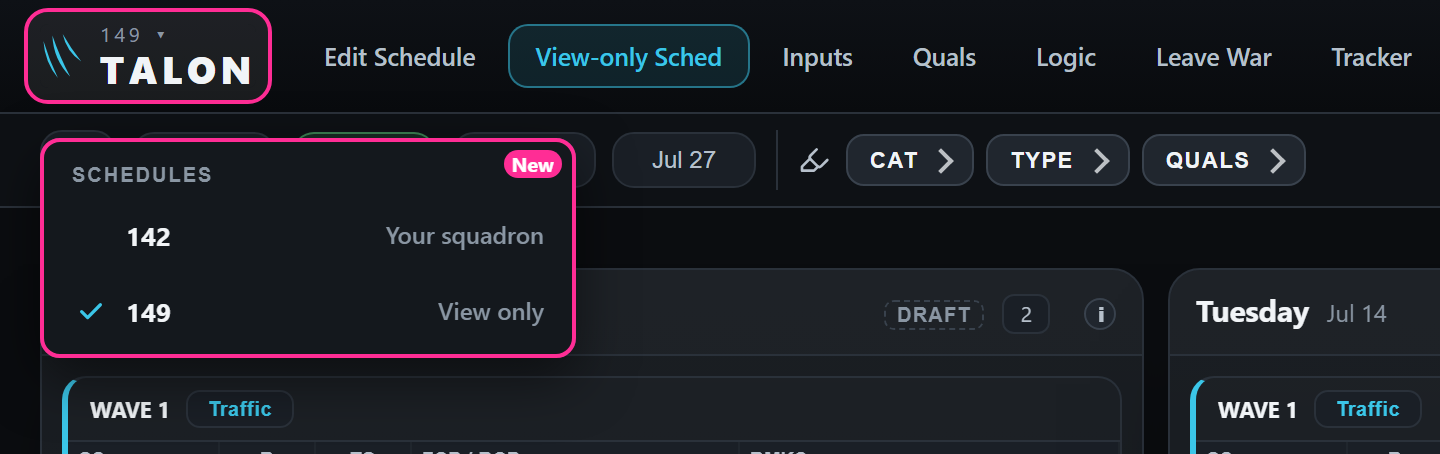 149 ▾
TALON
Edit Schedule View-only Sched Inputs Quals Logic Leave War Tracker
Jul 27 CAT TYPE QUALS
SCHEDULES New
142 Your squadron
149 View only
DRAFT 2 i
Tuesday Jul 14
WAVE 1 Traffic
WAVE 1 Traffic